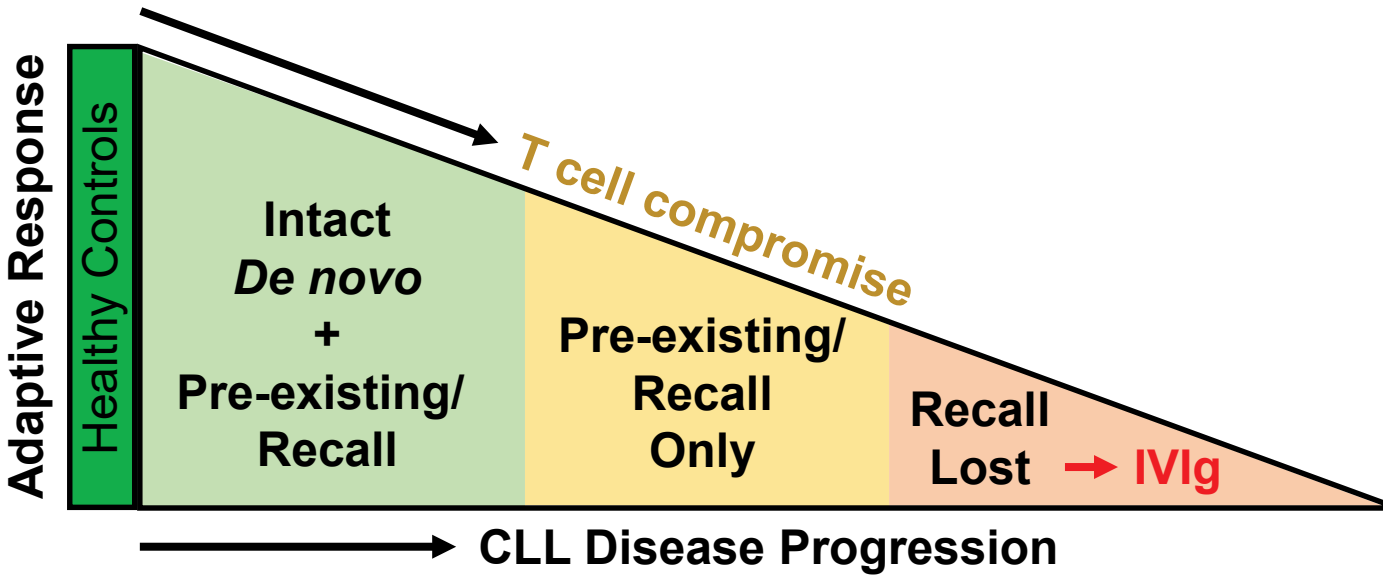 Adaptive Response
Healthy Controls
T cell compromise
Intact
De novo
+
Pre-existing/
Recall
Pre-existing/
Recall
Only
Recall
Lost
IVIg
CLL Disease Progression